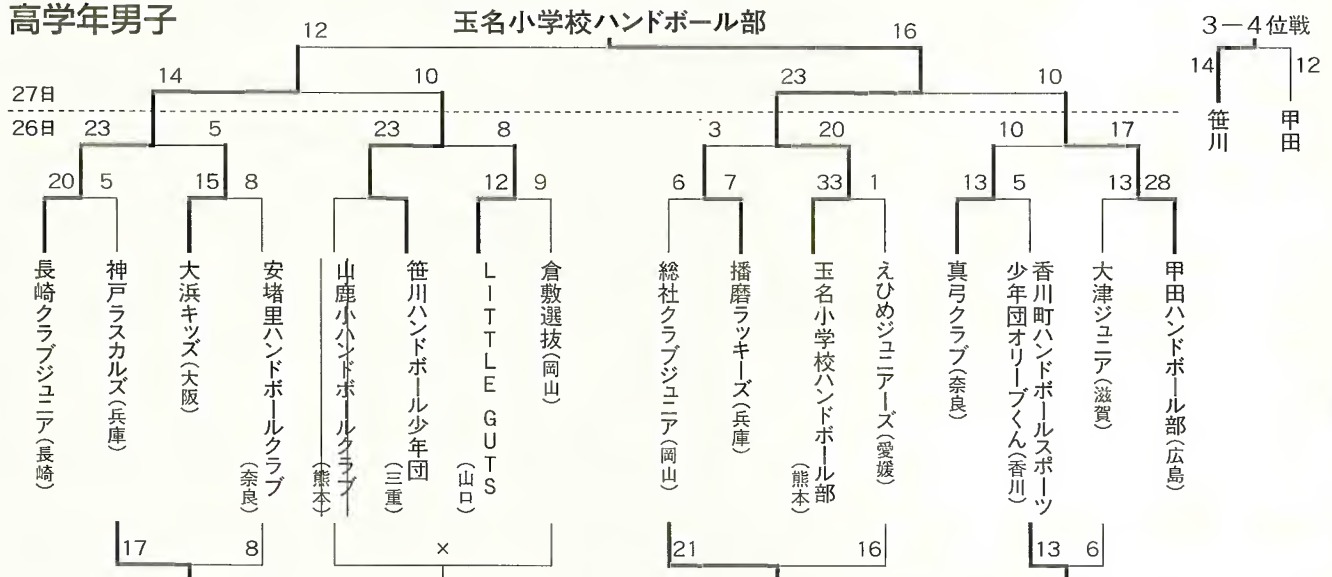 高学年男子
玉名小学校ハンドボール部
3－4位戦
12 16
14 12
笹川 甲田
14 10 23 10
27日
26日
23 5 23 8 3 20 10 17
20 5 15 8 12 9 6 7 33 1 13 5 13 28
長崎クラブジュニア(長崎)
神戸ラスカルズ(兵庫)
大浜キッズ(大阪)
安堵里ハンドボールクラブ(奈良)
山鹿小ハンドボールクラブ(熊本)
笹川ハンドボール少年団(三重)
LITTLE GUTS(山口)
倉敷選抜(岡山)
総社クラブジュニア(岡山)
播磨ラッキーズ(兵庫)
玉名小学校ハンドボール部(熊本)
えひめジュニアーズ(愛媛)
真弓クラブ(奈良)
香川町ハンドボールスポーツ
少年団オリーブくん(香川)
大津ジュニア(滋賀)
甲田ハンドボール部(広島)
17 8 × 21 16 13 6